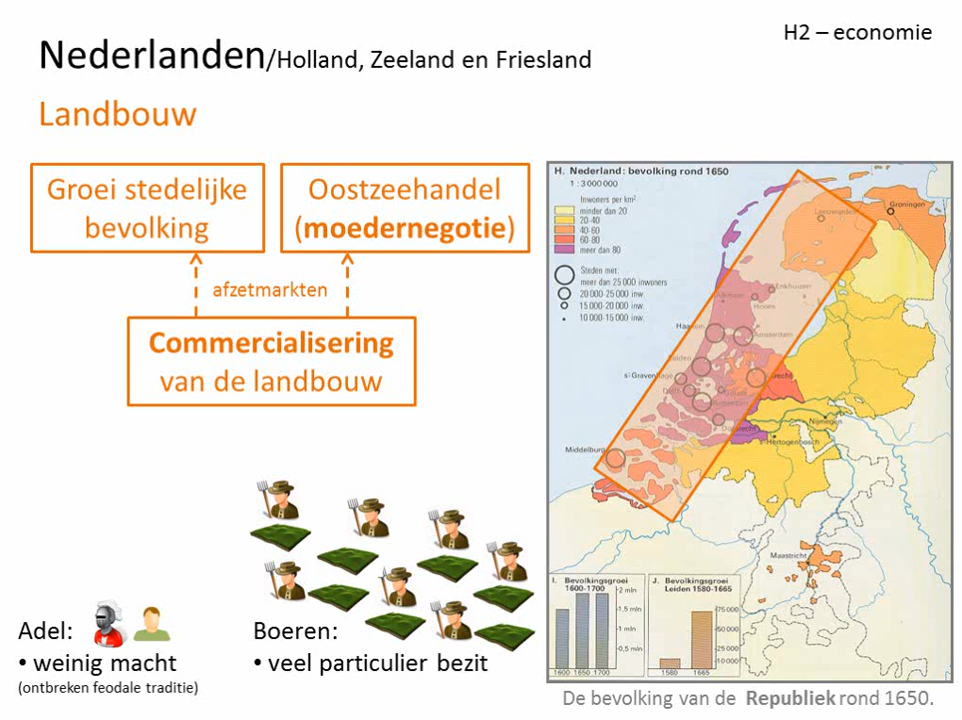 H2 – economie
Nederlanden/Holland, Zeeland en Friesland
Landbouw
Groei stedelijke
bevolking
Oostzeehandel
(moedernegotie)
afzetmarkten
Commercialisering
van de landbouw
Adel:
• weinig macht
(ontbreken feodale traditie)
Boeren:
• veel particulier bezit
H. Nederland: bevolking rond 1650
1 : 3 000 000
Inwoners per km²
minder dan 20
20-40
40-60
60-80
meer dan 80
Steden met:
meer dan 25 000 inwoners
20 000-25 000 inw.
15 000-20 000 inw.
10 000-15 000 inw.
Groningen
Leeuwarden
Enkhuizen
Alkmaar
Hoorn
Amsterdam
Leiden
's-Gravenhage
Delft
Dordrecht
Nijmegen
's-Hertogenbosch
Middelburg
Maastricht
I. Bevolkingsgroei
1600-1700
2 mln
1,5 mln
1 mln
0,5 mln
1600 1650 1700
J. Bevolkingsgroei
Leiden 1580-1665
75 000
50 000
25 000
10 000
1580 1665
De bevolking van de Republiek rond 1650.